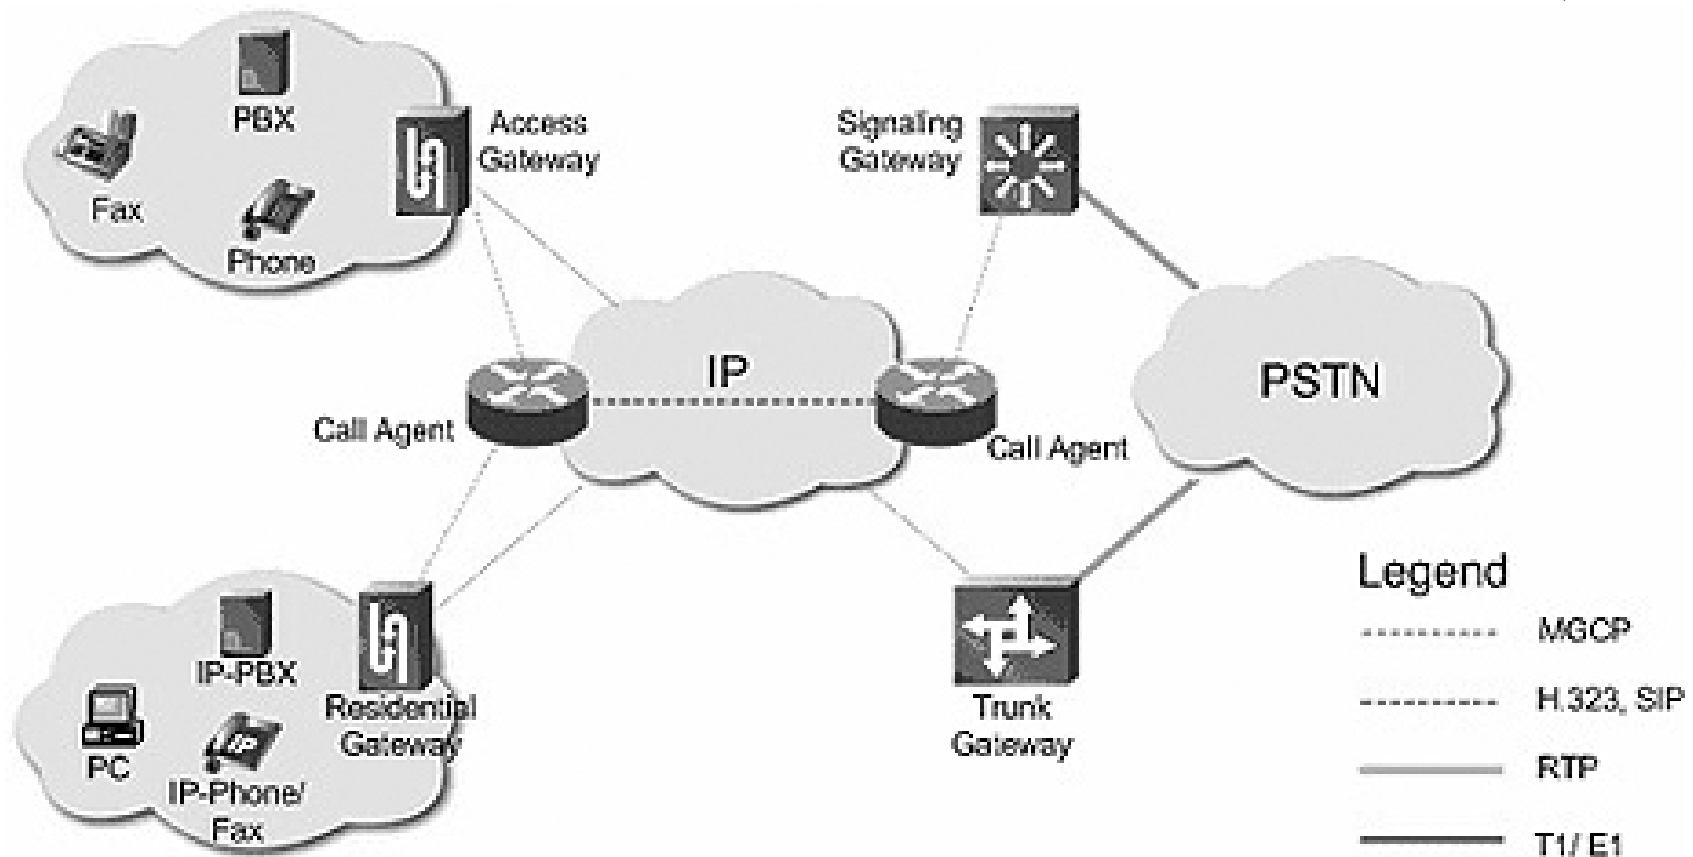 PBX
Fax
Phone
Access
Gateway
Signaling
Gateway
IP
PSTN
Call Agent
Call Agent
IP-PBX
PC
IP
IP-Phone/
Fax
Residential
Gateway
Trunk
Gateway
Legend
MGCP
H.323, SIP
RTP
T1/ E1